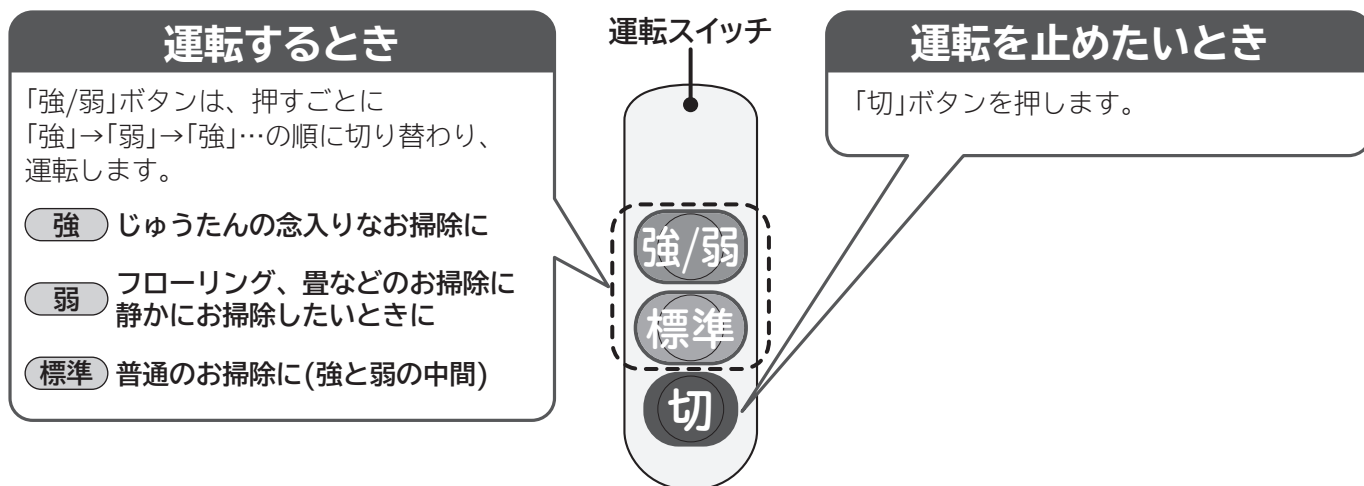 運転するとき
「強/弱」ボタンは、押すごとに
「強」→「弱」→「強」…の順に切り替わり、
運転します。
強 じゅうたんの念入りなお掃除に
弱 フローリング、畳などのお掃除に
静かにお掃除したいときに
標準 普通のお掃除に(強と弱の中間)
運転スイッチ
強/弱
標準
切
運転を止めたいとき
「切」ボタンを押します。